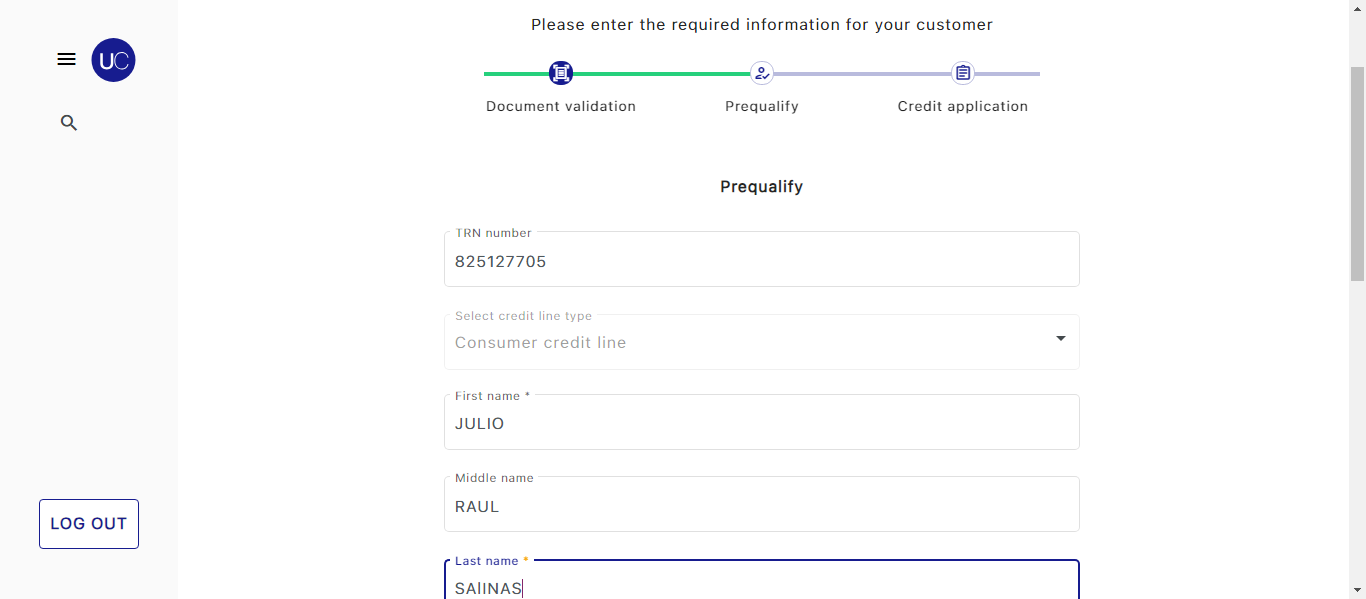 Please enter the required information for your customer
UC
Document validation
Prequalify
Credit application
Prequalify
TRN number
825127705
Select credit line type
Consumer credit line
First name *
JULIO
Middle name
RAUL
Last name *
SAlINAS
LOG OUT